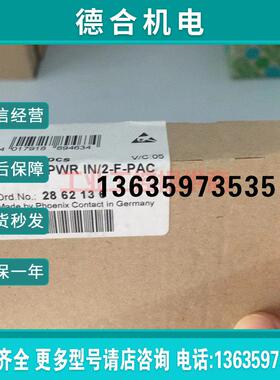 德合机电
信经营
后保障
货秒发
保一年
4 017918 894634
pcs
V/C:05
PWR IN/2-F-PAC
Ord.No.: 28 62 13 6
Made by Phoenix Contact in Germany
13635973535
更多型号请店咨询 电话:1363597